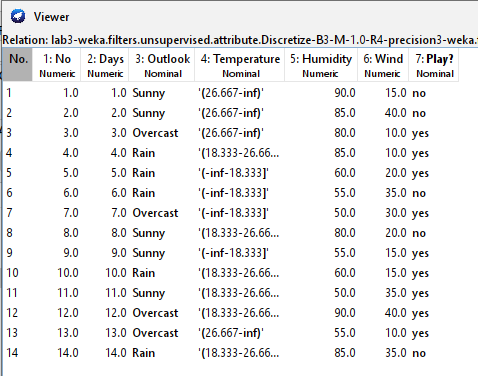 Viewer
Relation: lab3-weka.filters.unsupervised.attribute.Discretize-B3-M-1.0-R4-precision3-weka.
No. 1: No 2: Days 3: Outlook 4: Temperature 5: Humidity 6: Wind 7: Play?
Numeric Numeric Nominal Nominal Numeric Numeric Nominal
1 1.0 1.0 Sunny '(26.667-inf)' 90.0 15.0 no
2 2.0 2.0 Sunny '(26.667-inf)' 85.0 40.0 no
3 3.0 3.0 Overcast '(26.667-inf)' 80.0 10.0 yes
4 4.0 4.0 Rain '(18.333-26.66... 85.0 10.0 yes
5 5.0 5.0 Rain '(-inf-18.333]' 60.0 20.0 yes
6 6.0 6.0 Rain '(-inf-18.333]' 55.0 35.0 no
7 7.0 7.0 Overcast '(-inf-18.333]' 50.0 30.0 yes
8 8.0 8.0 Sunny '(18.333-26.66... 80.0 20.0 no
9 9.0 9.0 Sunny '(-inf-18.333]' 55.0 15.0 yes
10 10.0 10.0 Rain '(18.333-26.66... 60.0 15.0 yes
11 11.0 11.0 Sunny '(18.333-26.66... 50.0 35.0 yes
12 12.0 12.0 Overcast '(18.333-26.66... 90.0 40.0 yes
13 13.0 13.0 Overcast '(26.667-inf)' 55.0 10.0 yes
14 14.0 14.0 Rain '(18.333-26.66... 85.0 35.0 no